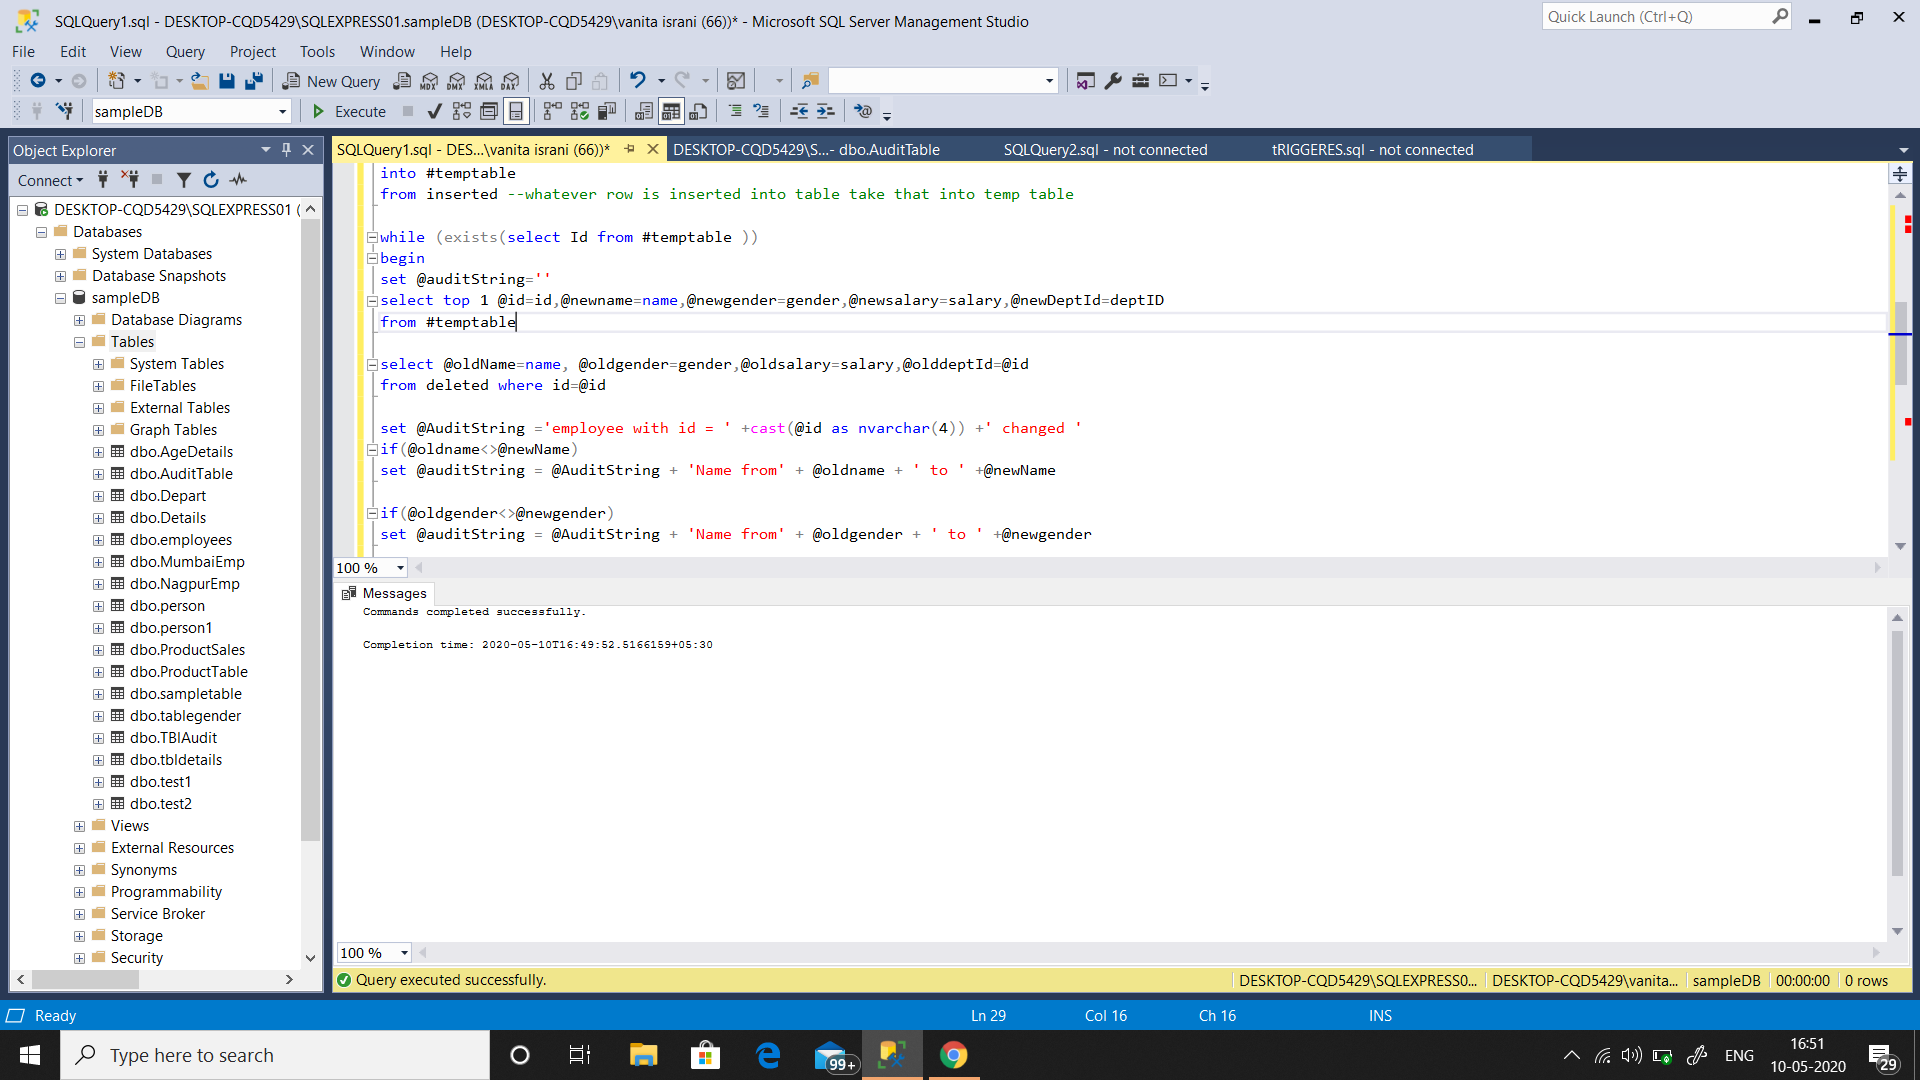 SQLQuery1.sql - DESKTOP-CQD5429\SQLEXPRESS01.sampleDB (DESKTOP-CQD5429\vanita israni (66))* - Microsoft SQL Server Management Studio
Quick Launch (Ctrl+Q)
File Edit View Query Project Tools Window Help
New Query
MDX DMX XMLA DAX
sampleDB
Execute
Object Explorer
Connect
DESKTOP-CQD5429\SQLEXPRESS01 (
Databases
System Databases
Database Snapshots
sampleDB
Database Diagrams
Tables
System Tables
FileTables
External Tables
Graph Tables
dbo.AgeDetails
dbo.AuditTable
dbo.Depart
dbo.Details
dbo.employees
dbo.MumbaiEmp
dbo.NagpurEmp
dbo.person
dbo.person1
dbo.ProductSales
dbo.ProductTable
dbo.sampletable
dbo.tablegender
dbo.TBlAudit
dbo.tbldetails
dbo.test1
dbo.test2
Views
External Resources
Synonyms
Programmability
Service Broker
Storage
Security
SQLQuery1.sql - DES...\vanita israni (66))*
DESKTOP-CQD5429\S...- dbo.AuditTable
SQLQuery2.sql - not connected
tRIGGERES.sql - not connected
into #temptable
from inserted --whatever row is inserted into table take that into temp table
while (exists(select Id from #temptable ))
begin
set @auditString=''
select top 1 @id=id,@newname=name,@newgender=gender,@newsalary=salary,@newDeptId=deptID
from #temptable
select @oldName=name, @oldgender=gender,@oldsalary=salary,@olddeptId=@id
from deleted where id=@id
set @AuditString ='employee with id = ' +cast(@id as nvarchar(4)) +' changed '
if(@oldname<>@newName)
set @auditString = @AuditString + 'Name from' + @oldname + ' to ' +@newName
if(@oldgender<>@newgender)
set @auditString = @AuditString + 'Name from' + @oldgender + ' to ' +@newgender
100 %
Messages
Commands completed successfully.
Completion time: 2020-05-10T16:49:52.5166159+05:30
100 %
Query executed successfully.
DESKTOP-CQD5429\SQLEXPRESS0... DESKTOP-CQD5429\vanita... sampleDB 00:00:00 0 rows
Ready
Ln 29
Col 16
Ch 16
INS
Type here to search
99+
ENG
16:51
10-05-2020
29